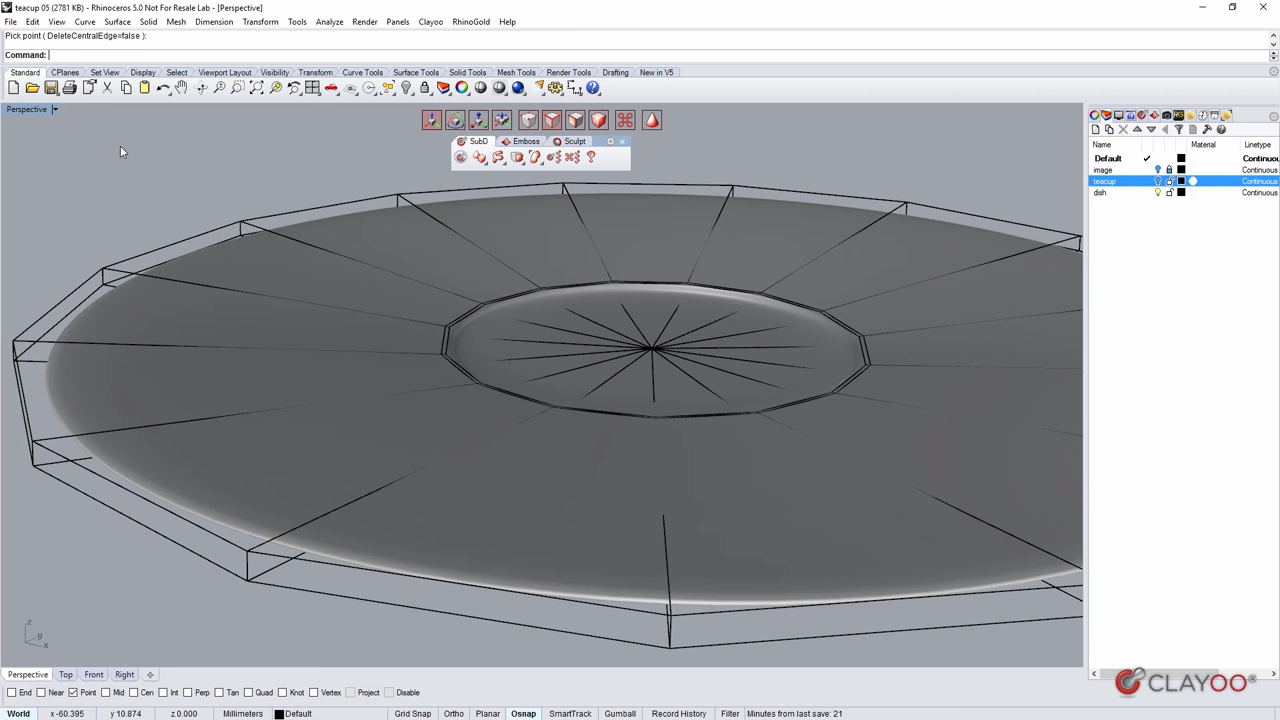 teacup 05 (2781 KB) - Rhinoceros 5.0 Not For Resale Lab - [Perspective]
File Edit View Curve Surface Solid Mesh Dimension Transform Tools Analyze Render Panels Clayoo RhinoGold Help
Pick point ( DeleteCentralEdge=false ):
Command:
Standard CPlanes Set View Display Select Viewport Layout Visibility Transform Curve Tools Surface Tools Solid Tools Mesh Tools Render Tools Drafting New in V5
Perspective
SubD Emboss Sculpt
Name Material Linetype
Default Continuou
image Continuous
teacup Continuous
dish Continuous
z
y
x
CLAYOO®
Perspective Top Front Right
End Near Point Mid Cen Int Perp Tan Quad Knot Vertex Project Disable
World x -60.395 y 10.874 z 0.000 Millimeters Default Grid Snap Ortho Planar Osnap SmartTrack Gumball Record History Filter Minutes from last save: 21